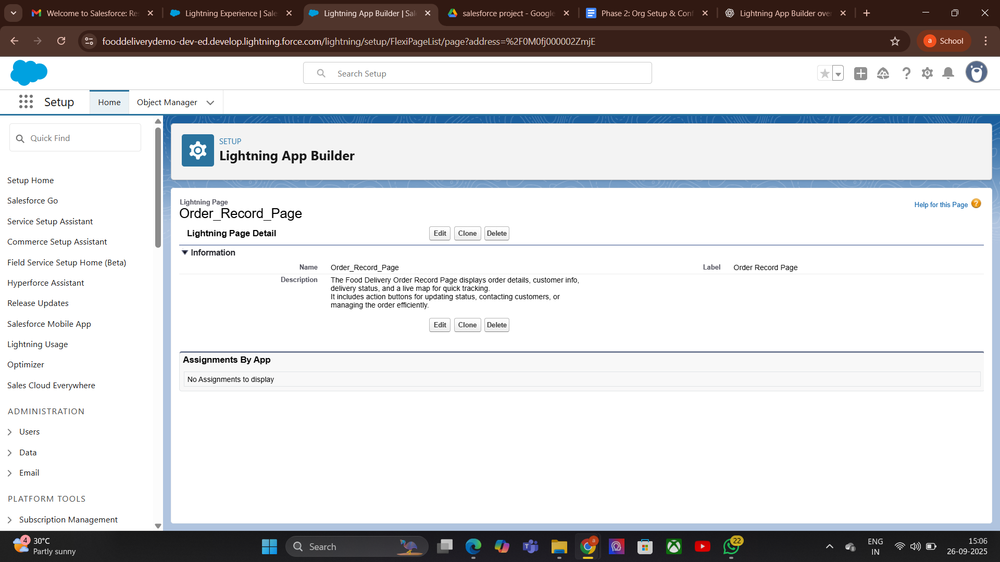 Welcome to Salesforce: Re
Lightning Experience | Sale
Lightning App Builder | Sal
salesforce project - Google
Phase 2: Org Setup & Conf
Lightning App Builder over
fooddeliverydemo-dev-ed.develop.lightning.force.com/lightning/setup/FlexiPageList/page?address=%2F0M0fj000002ZmjE
a School
Search Setup
Setup
Home
Object Manager
Quick Find
Setup Home
Salesforce Go
Service Setup Assistant
Commerce Setup Assistant
Field Service Setup Home (Beta)
Hyperforce Assistant
Release Updates
Salesforce Mobile App
Lightning Usage
Optimizer
Sales Cloud Everywhere
ADMINISTRATION
Users
Data
Email
PLATFORM TOOLS
Subscription Management
SETUP
Lightning App Builder
Lightning Page
Order_Record_Page
Help for this Page ?
Lightning Page Detail
Edit Clone Delete
Information
Name Order_Record_Page
Label Order Record Page
Description The Food Delivery Order Record Page displays order details, customer info,
delivery status, and a live map for quick tracking.
It includes action buttons for updating status, contacting customers, or
managing the order efficiently.
Edit Clone Delete
Assignments By App
No Assignments to display
4
30°C
Partly sunny
Search
a
22
ENG
IN
15:06
26-09-2025